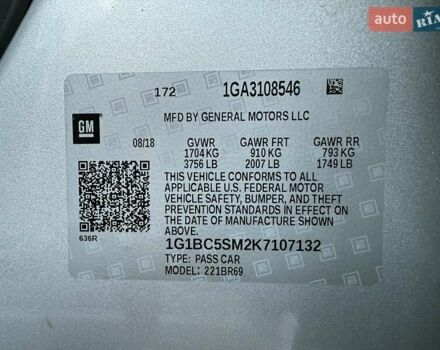 auto RIA
172 1GA3108546
MFD BY GENERAL MOTORS LLC
GM
08/18 GVWR GAWR FRT GAWR RR
1704 KG 910 KG 793 KG
3756 LB 2007 LB 1749 LB
THIS VEHICLE CONFORMS TO ALL
APPLICABLE U.S. FEDERAL MOTOR
VEHICLE SAFETY, BUMPER, AND THEFT
PREVENTION STANDARDS IN EFFECT ON
THE DATE OF MANUFACTURE SHOWN
ABOVE.
636R
1G1BC5SM2K7107132
TYPE: PASS CAR
MODEL: 221BR69